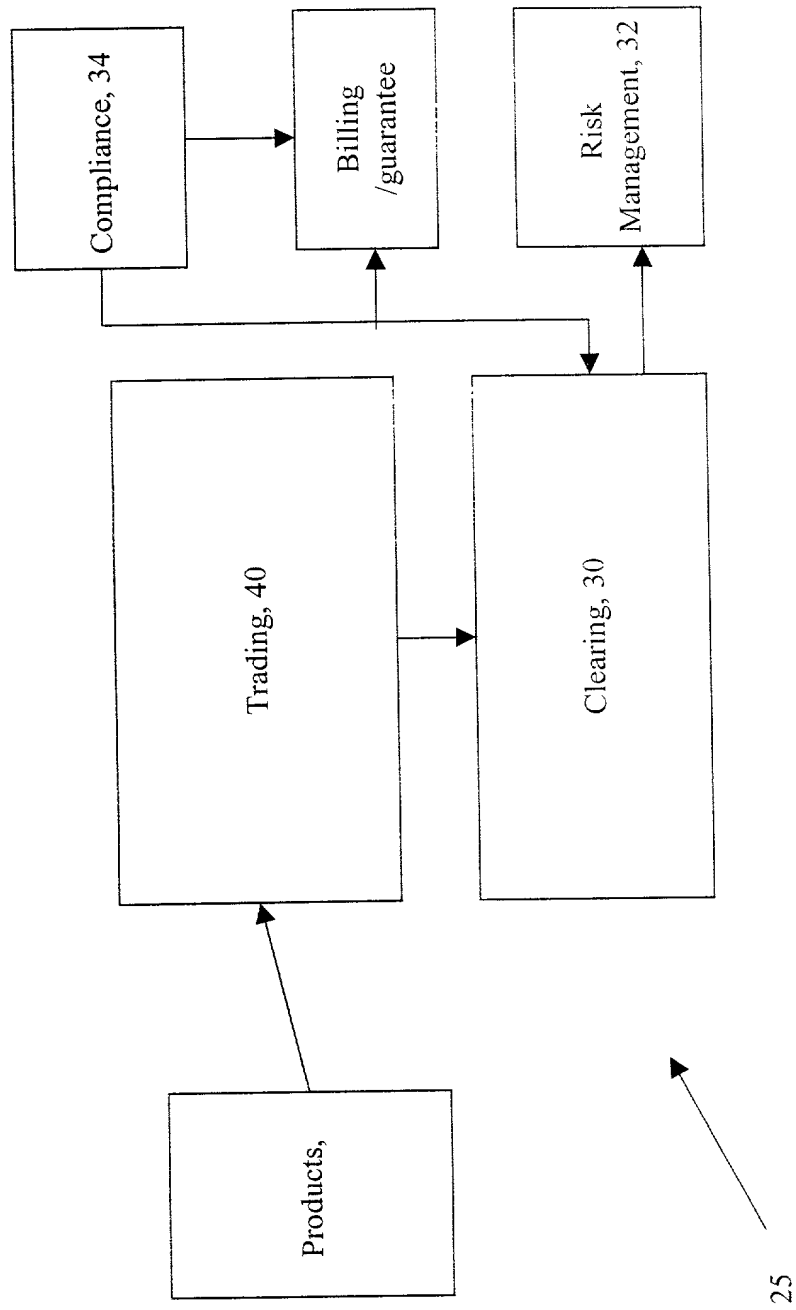 Compliance, 34
Billing
/guarantee
Risk
Management, 32
Trading, 40
Clearing, 30
Products,
25